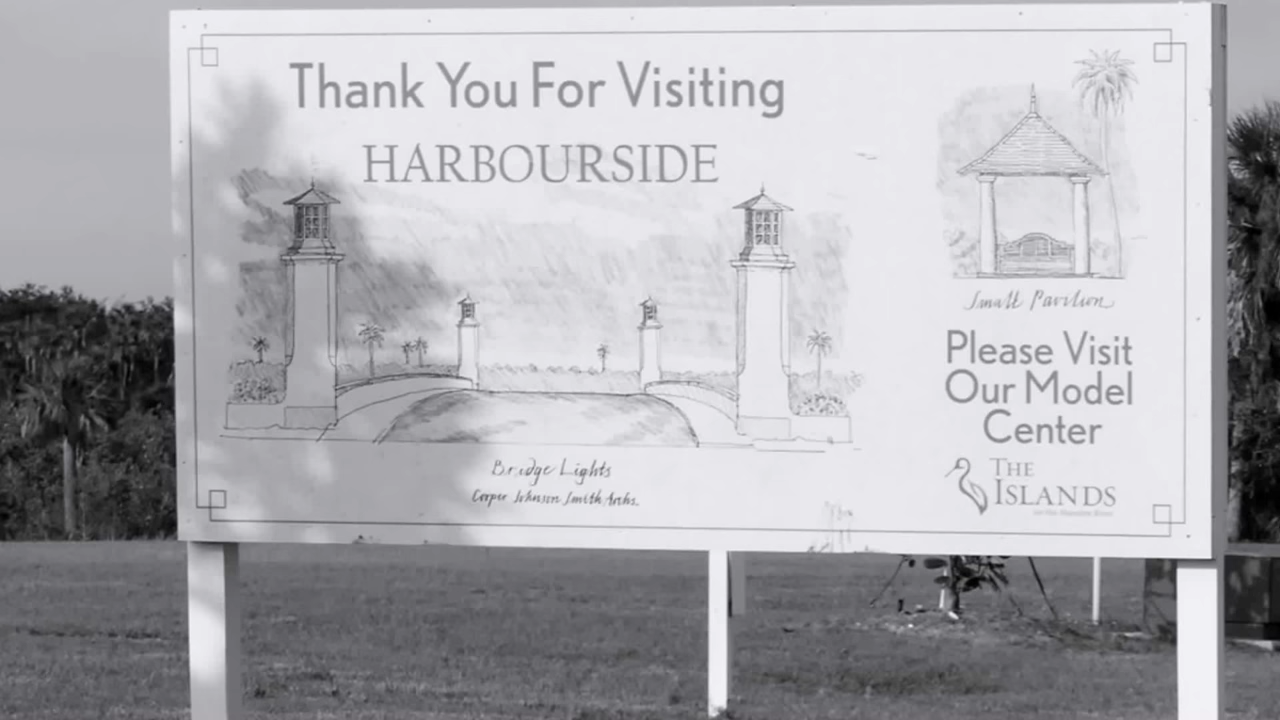 Thank You For Visiting
HARBOURSIDE
Bridge Lights
Cooper Johnson Smith Archs.
Small Pavilion
Please Visit
Our Model
Center
THE
ISLANDS